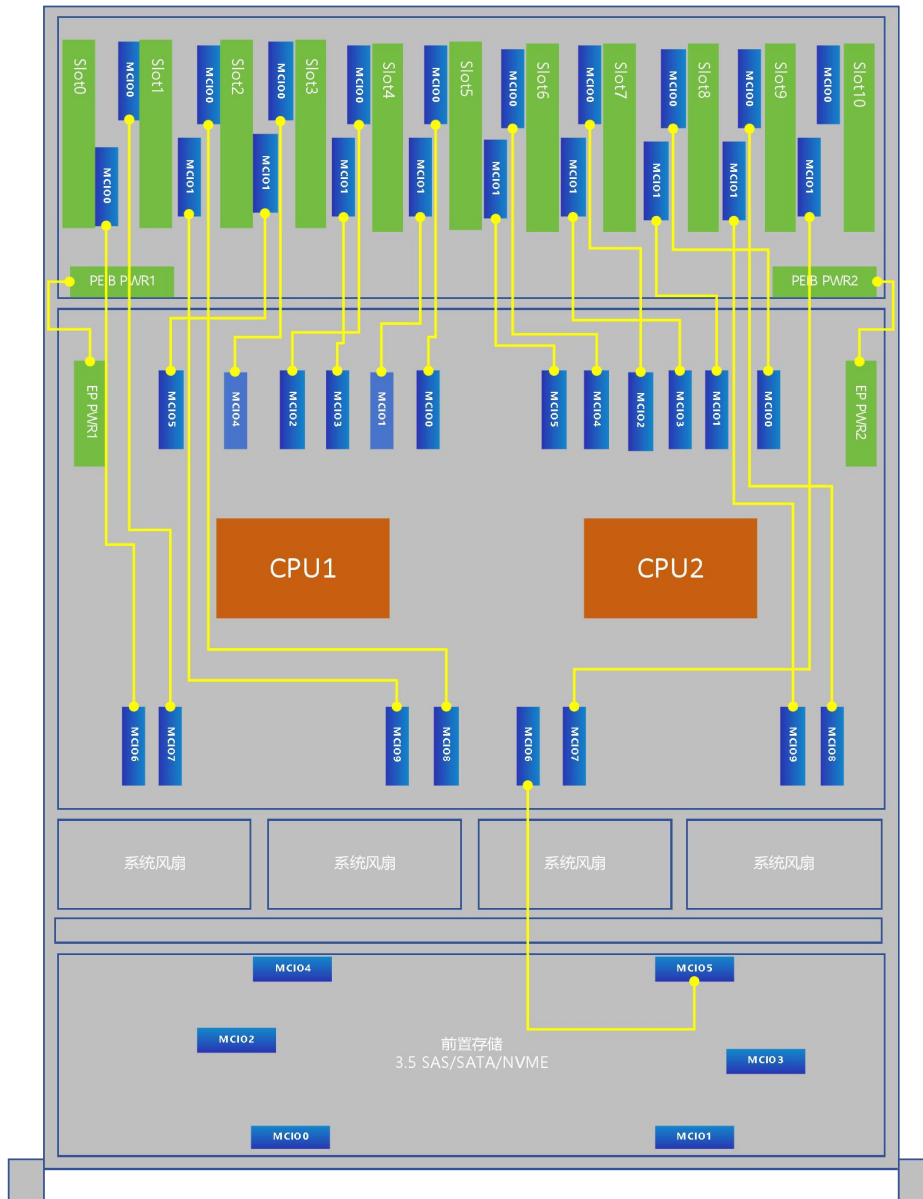 Slot0
MCIO0
Slot1
MCIO0
Slot2
MCIO0
Slot3
MCIO0
Slot4
MCIO0
Slot5
MCIO0
Slot6
MCIO0
Slot7
MCIO0
Slot8
MCIO0
Slot9
MCIO0
Slot10
MCIO0
MCIO1
MCIO1
MCIO1
MCIO1
MCIO1
MCIO1
MCIO1
MCIO1
MCIO1
PEIB PWR1
PEIB PWR2
EP PWR1
MCIO5
MCIO4
MCIO2
MCIO3
MCIO1
MCIO0
MCIO5
MCIO4
MCIO2
MCIO3
MCIO1
MCIO0
EP PWR2
CPU1
CPU2
MCIO6
MCIO7
MCIO9
MCIO8
MCIO6
MCIO7
MCIO9
MCIO8
系统风扇
系统风扇
系统风扇
系统风扇
MCIO4
MCIO5
MCIO2
前置存储
3.5 SAS/SATA/NVME
MCIO3
MCIO0
MCIO1